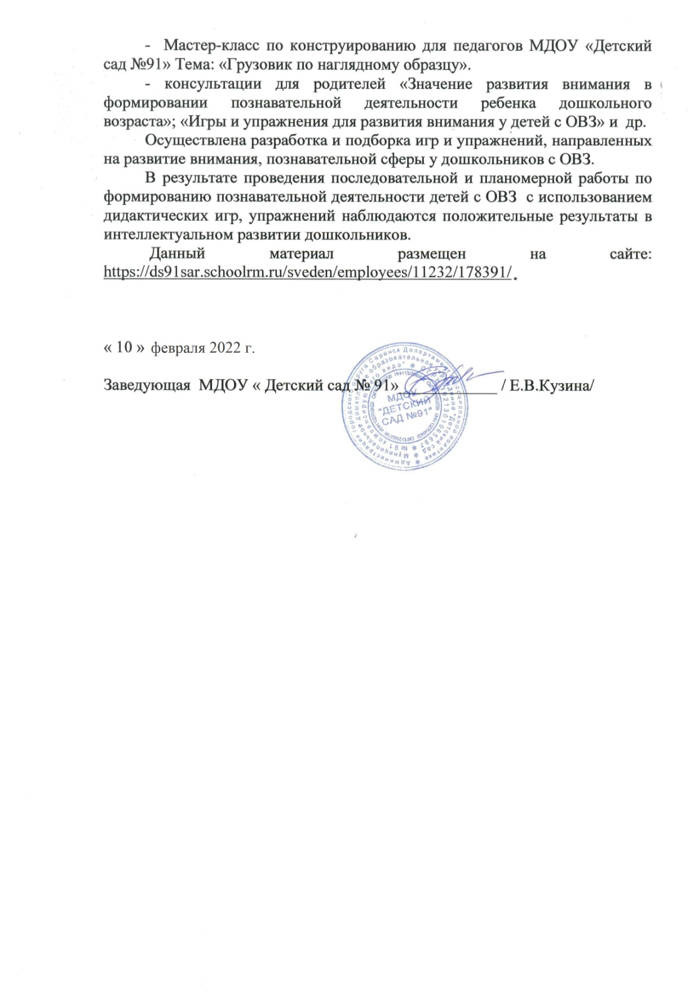 - Мастер-класс по конструированию для педагогов МДОУ «Детский
сад №91» Тема: «Грузовик по наглядному образцу».
- консультации для родителей «Значение развития внимания в
формировании познавательной деятельности ребенка дошкольного
возраста»; «Игры и упражнения для развития внимания у детей с ОВЗ» и др.
Осуществлена разработка и подборка игр и упражнений, направленных
на развитие внимания, познавательной сферы у дошкольников с ОВЗ.
В результате проведения последовательной и планомерной работы по
формированию познавательной деятельности детей с ОВЗ с использованием
дидактических игр, упражнений наблюдаются положительные результаты в
интеллектуальном развитии дошкольников.
Данный материал размещен на сайте:
https://ds91sar.schoolrm.ru/sveden/employees/11232/178391/.
« 10 » февраля 2022 г.
Заведующая МДОУ « Детский сад № 91»____________ / Е.В.Кузина/
МДОУ
"ДЕТСКИЙ
САД №91"